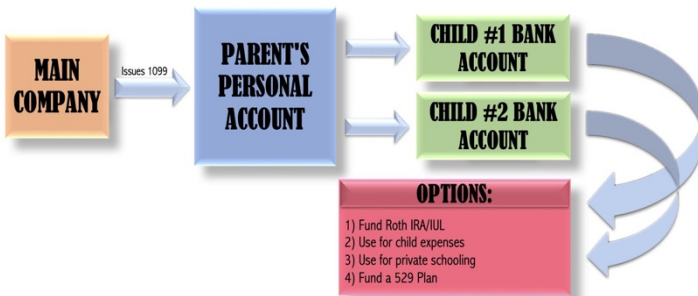 MAIN
COMPANY
Issues 1099
PARENT'S
PERSONAL
ACCOUNT
CHILD #1 BANK
ACCOUNT
CHILD #2 BANK
ACCOUNT
OPTIONS:
1) Fund Roth IRA/IUL
2) Use for child expenses
3) Use for private schooling
4) Fund a 529 Plan